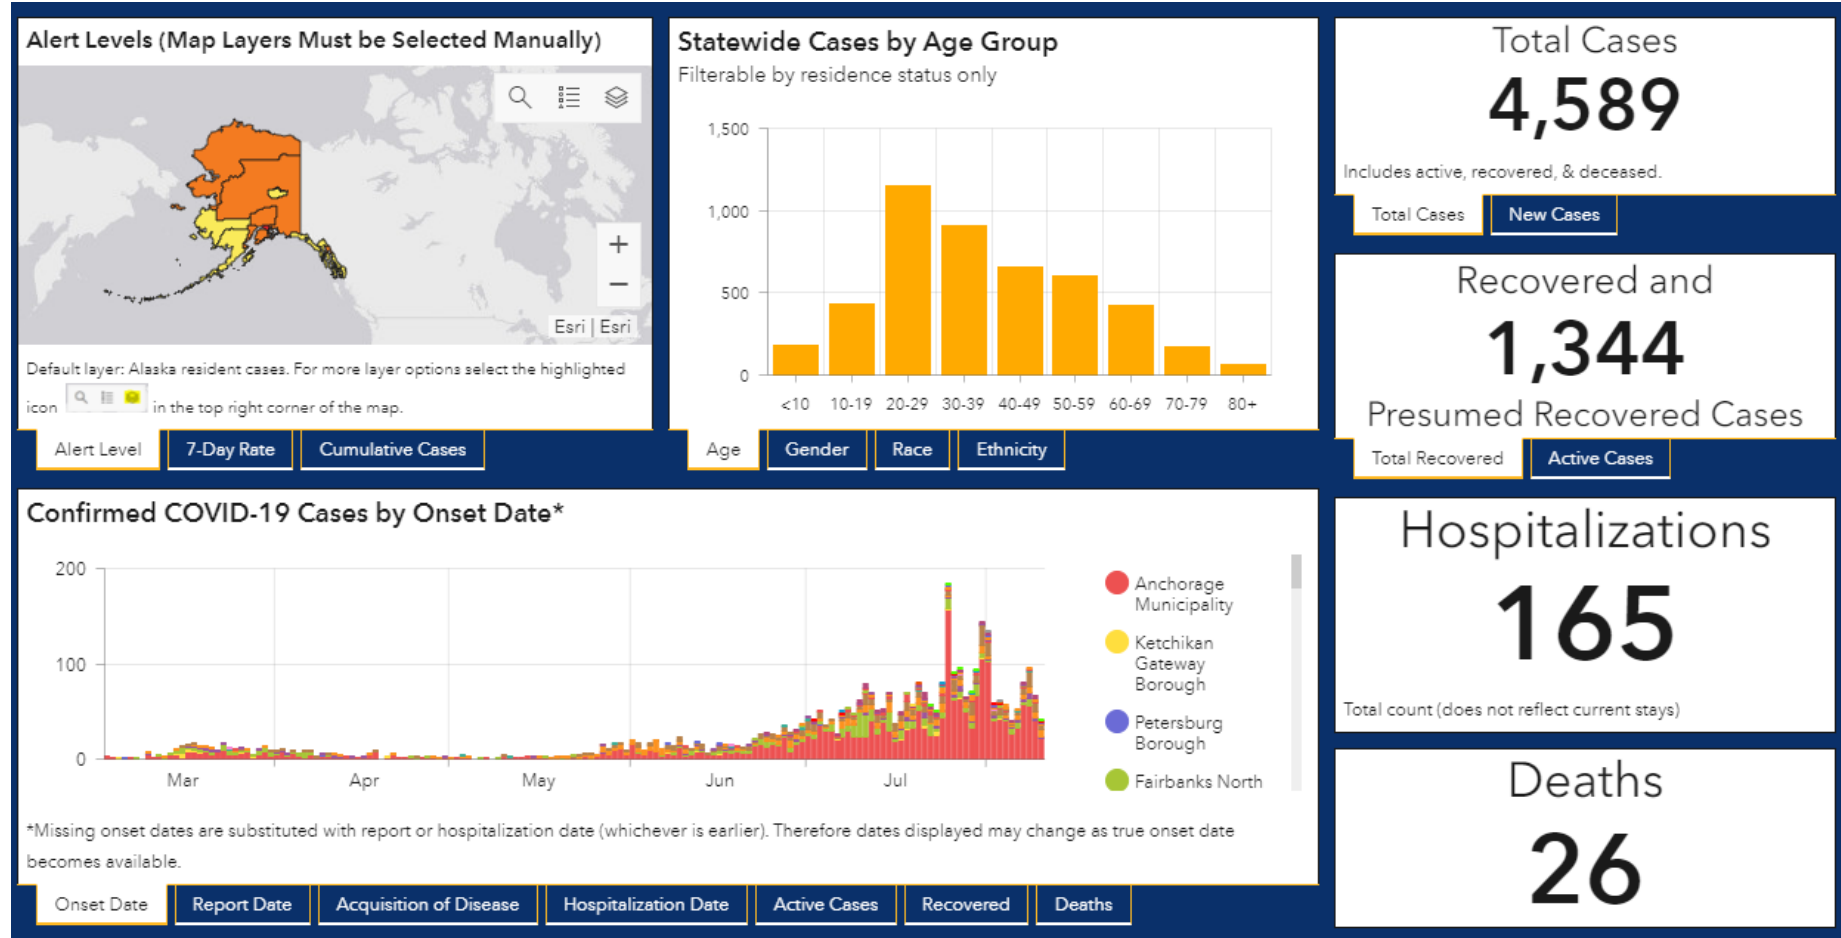 Alert Levels (Map Layers Must be Selected Manually)
Esri | Esri
Default layer: Alaska resident cases. For more layer options select the highlighted
icon in the top right corner of the map.
Alert Level
7-Day Rate
Cumulative Cases
Statewide Cases by Age Group
Filterable by residence status only
1,500
1,000
500
0
<10 10-19 20-29 30-39 40-49 50-59 60-69 70-79 80+
Age
Gender
Race
Ethnicity
Total Cases
4,589
Includes active, recovered, & deceased.
Total Cases
New Cases
Recovered and
1,344
Presumed Recovered Cases
Total Recovered
Active Cases
Confirmed COVID-19 Cases by Onset Date*
200
100
0
Mar Apr May Jun Jul
Anchorage
Municipality
Ketchikan
Gateway
Borough
Petersburg
Borough
Fairbanks North
*Missing onset dates are substituted with report or hospitalization date (whichever is earlier). Therefore dates displayed may change as true onset date
becomes available.
Onset Date
Report Date
Acquisition of Disease
Hospitalization Date
Active Cases
Recovered
Deaths
Hospitalizations
165
Total count (does not reflect current stays)
Deaths
26